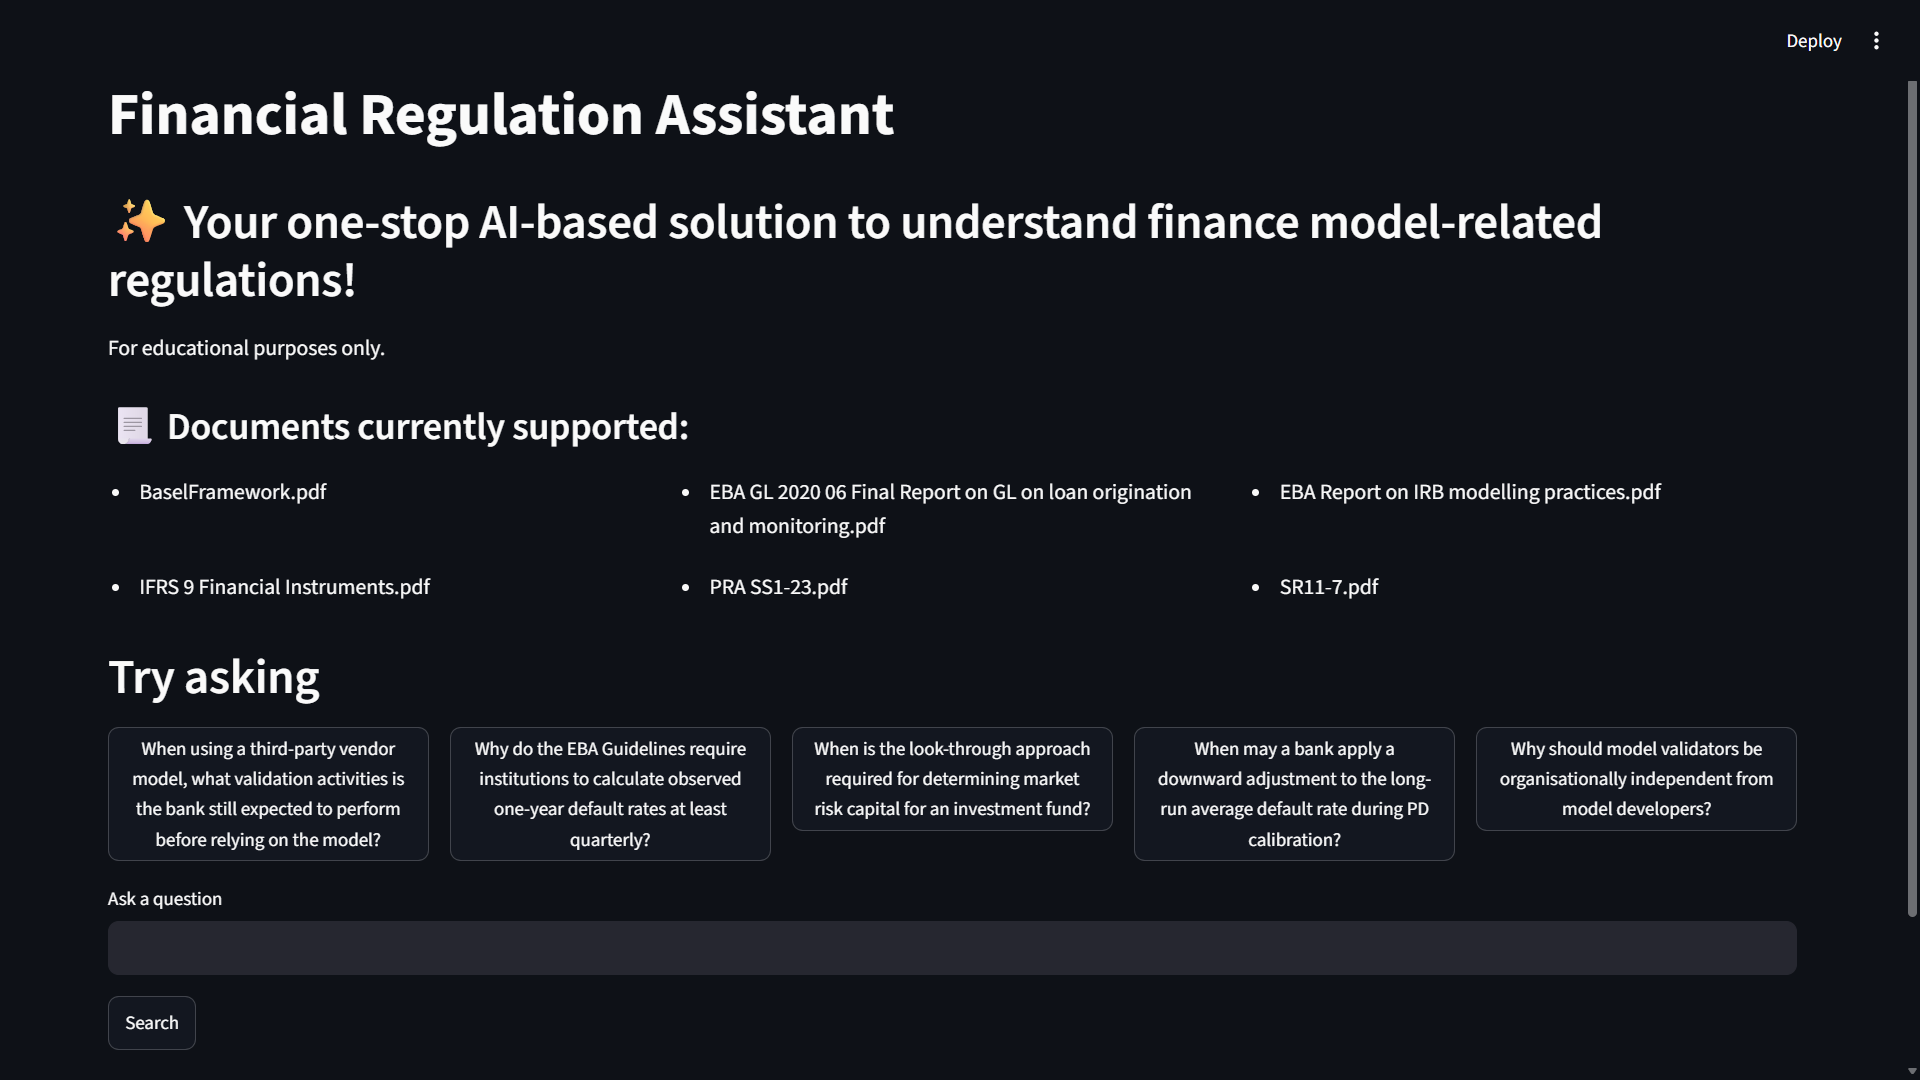 Deploy
Financial Regulation Assistant
✨ Your one-stop AI-based solution to understand finance model-related
regulations!
For educational purposes only.
📃 Documents currently supported:
• BaselFramework.pdf
• EBA GL 2020 06 Final Report on GL on loan origination
and monitoring.pdf
• EBA Report on IRB modelling practices.pdf
• IFRS 9 Financial Instruments.pdf
• PRA SS1-23.pdf
• SR11-7.pdf
Try asking
When using a third-party vendor
model, what validation activities is
the bank still expected to perform
before relying on the model?
Why do the EBA Guidelines require
institutions to calculate observed
one-year default rates at least
quarterly?
When is the look-through approach
required for determining market
risk capital for an investment fund?
When may a bank apply a
downward adjustment to the long-
run average default rate during PD
calibration?
Why should model validators be
organisationally independent from
model developers?
Ask a question
Search